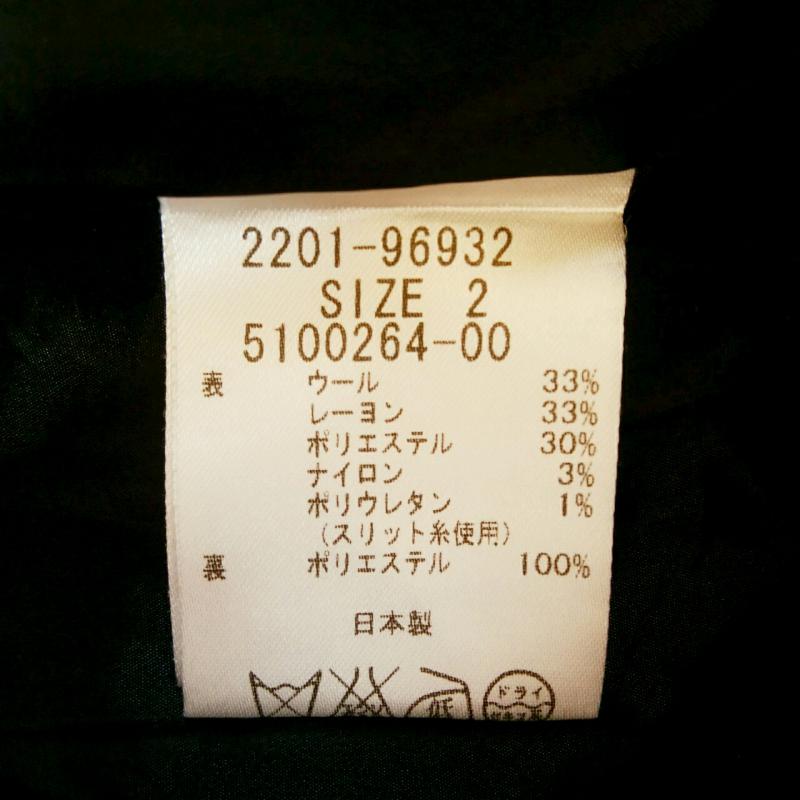 2201-96932
SIZE 2
5100264-00
表 ウール 33%
レーヨン 33%
ポリエステル 30%
ナイロン 3%
ポリウレタン 1%
(スリット糸使用)
裏 ポリエステル 100%
日本製
低 ドライ